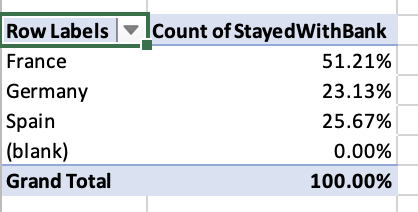 Row Labels Count of StayedWithBank
France 51.21%
Germany 23.13%
Spain 25.67%
(blank) 0.00%
Grand Total 100.00%